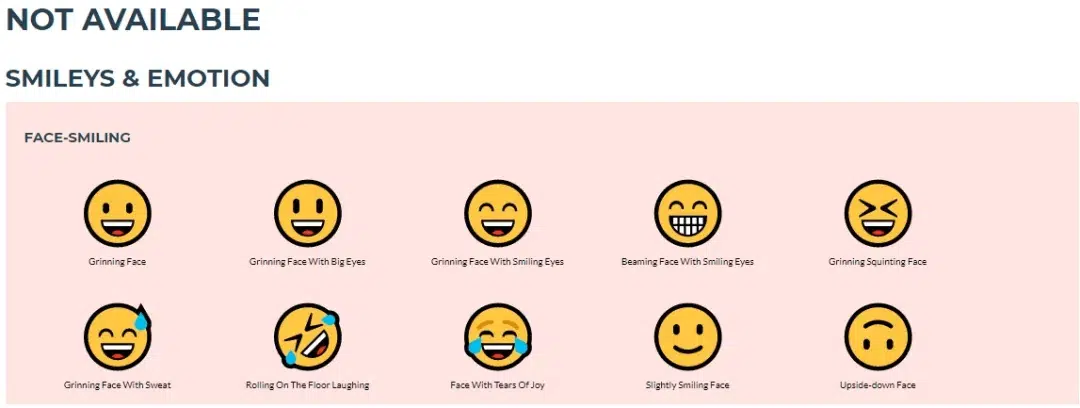 NOT AVAILABLE
SMILEYS & EMOTION
FACE-SMILING
Grinning Face
Grinning Face With Big Eyes
Grinning Face With Smiling Eyes
Beaming Face With Smiling Eyes
Grinning Squinting Face
Grinning Face With Sweat
Rolling On The Floor Laughing
Face With Tears Of Joy
Slightly Smiling Face
Upside-down Face